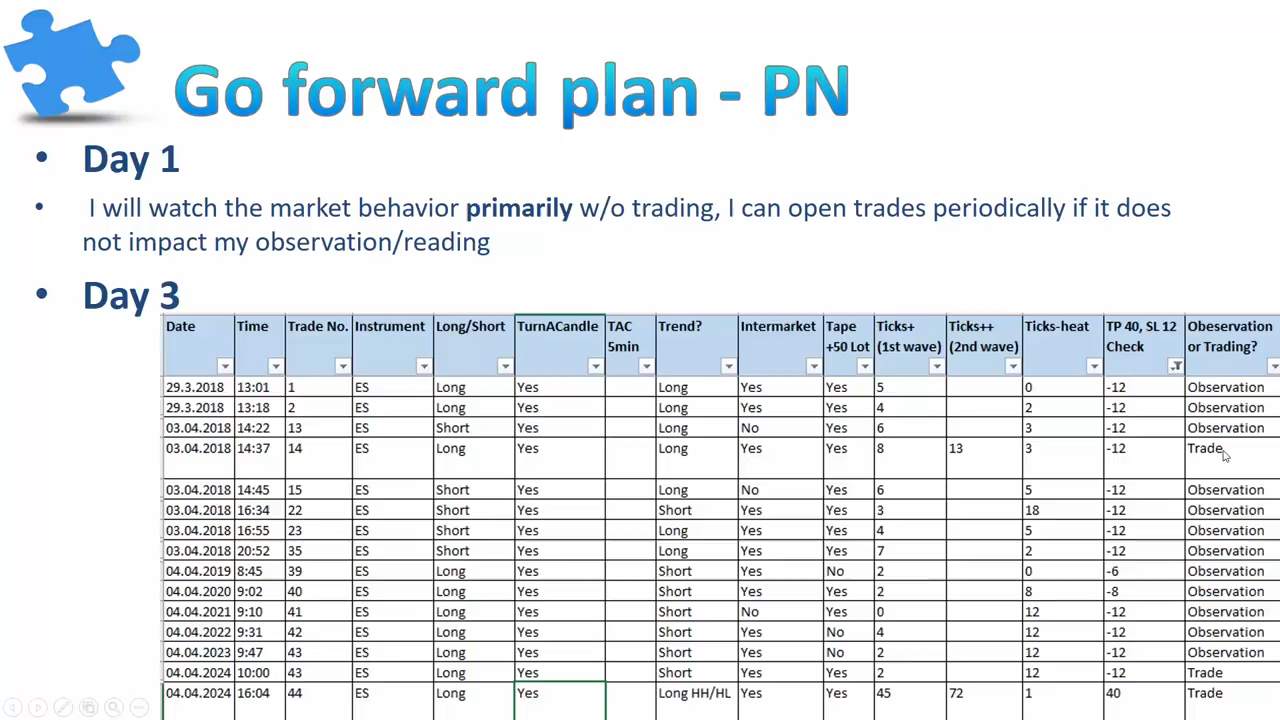 Go forward plan - PN
• Day 1
• I will watch the market behavior primarily w/o trading, I can open trades periodically if it does
not impact my observation/reading
• Day 3
Date Time Trade No. Instrument Long/Short TurnACandle TAC 5min Trend? Intermarket Tape +50 Lot Ticks+ (1st wave) Ticks++ (2nd wave) Ticks-heat TP 40, SL 12 Check Obeservation or Trading?
29.3.2018 13:01 1 ES Long Yes Long Yes Yes 5 0 -12 Observation
29.3.2018 13:18 2 ES Long Yes Long Yes Yes 4 2 -12 Observation
03.04.2018 14:22 13 ES Short Yes Long No Yes 6 3 -12 Observation
03.04.2018 14:37 14 ES Long Yes Long Yes Yes 8 13 3 -12 Trade
03.04.2018 14:45 15 ES Short Yes Long No Yes 6 5 -12 Observation
03.04.2018 16:34 22 ES Short Yes Short Yes Yes 3 18 -12 Observation
03.04.2018 16:55 23 ES Short Yes Long Yes Yes 4 5 -12 Observation
03.04.2018 20:52 35 ES Short Yes Long Yes Yes 7 2 -12 Observation
04.04.2019 8:45 39 ES Long Yes Short Yes No 2 0 -6 Observation
04.04.2020 9:02 40 ES Long Yes Short Yes Yes 2 8 -8 Observation
04.04.2021 9:10 41 ES Long Yes Short No Yes 0 12 -12 Observation
04.04.2022 9:31 42 ES Long Yes Short Yes No 4 12 -12 Observation
04.04.2023 9:47 43 ES Long Yes Short Yes No 2 12 -12 Observation
04.04.2024 10:00 43 ES Long Yes Short Yes Yes 2 12 -12 Trade
04.04.2024 16:04 44 ES Long Yes Long HH/HL Yes Yes 45 72 1 40 Trade